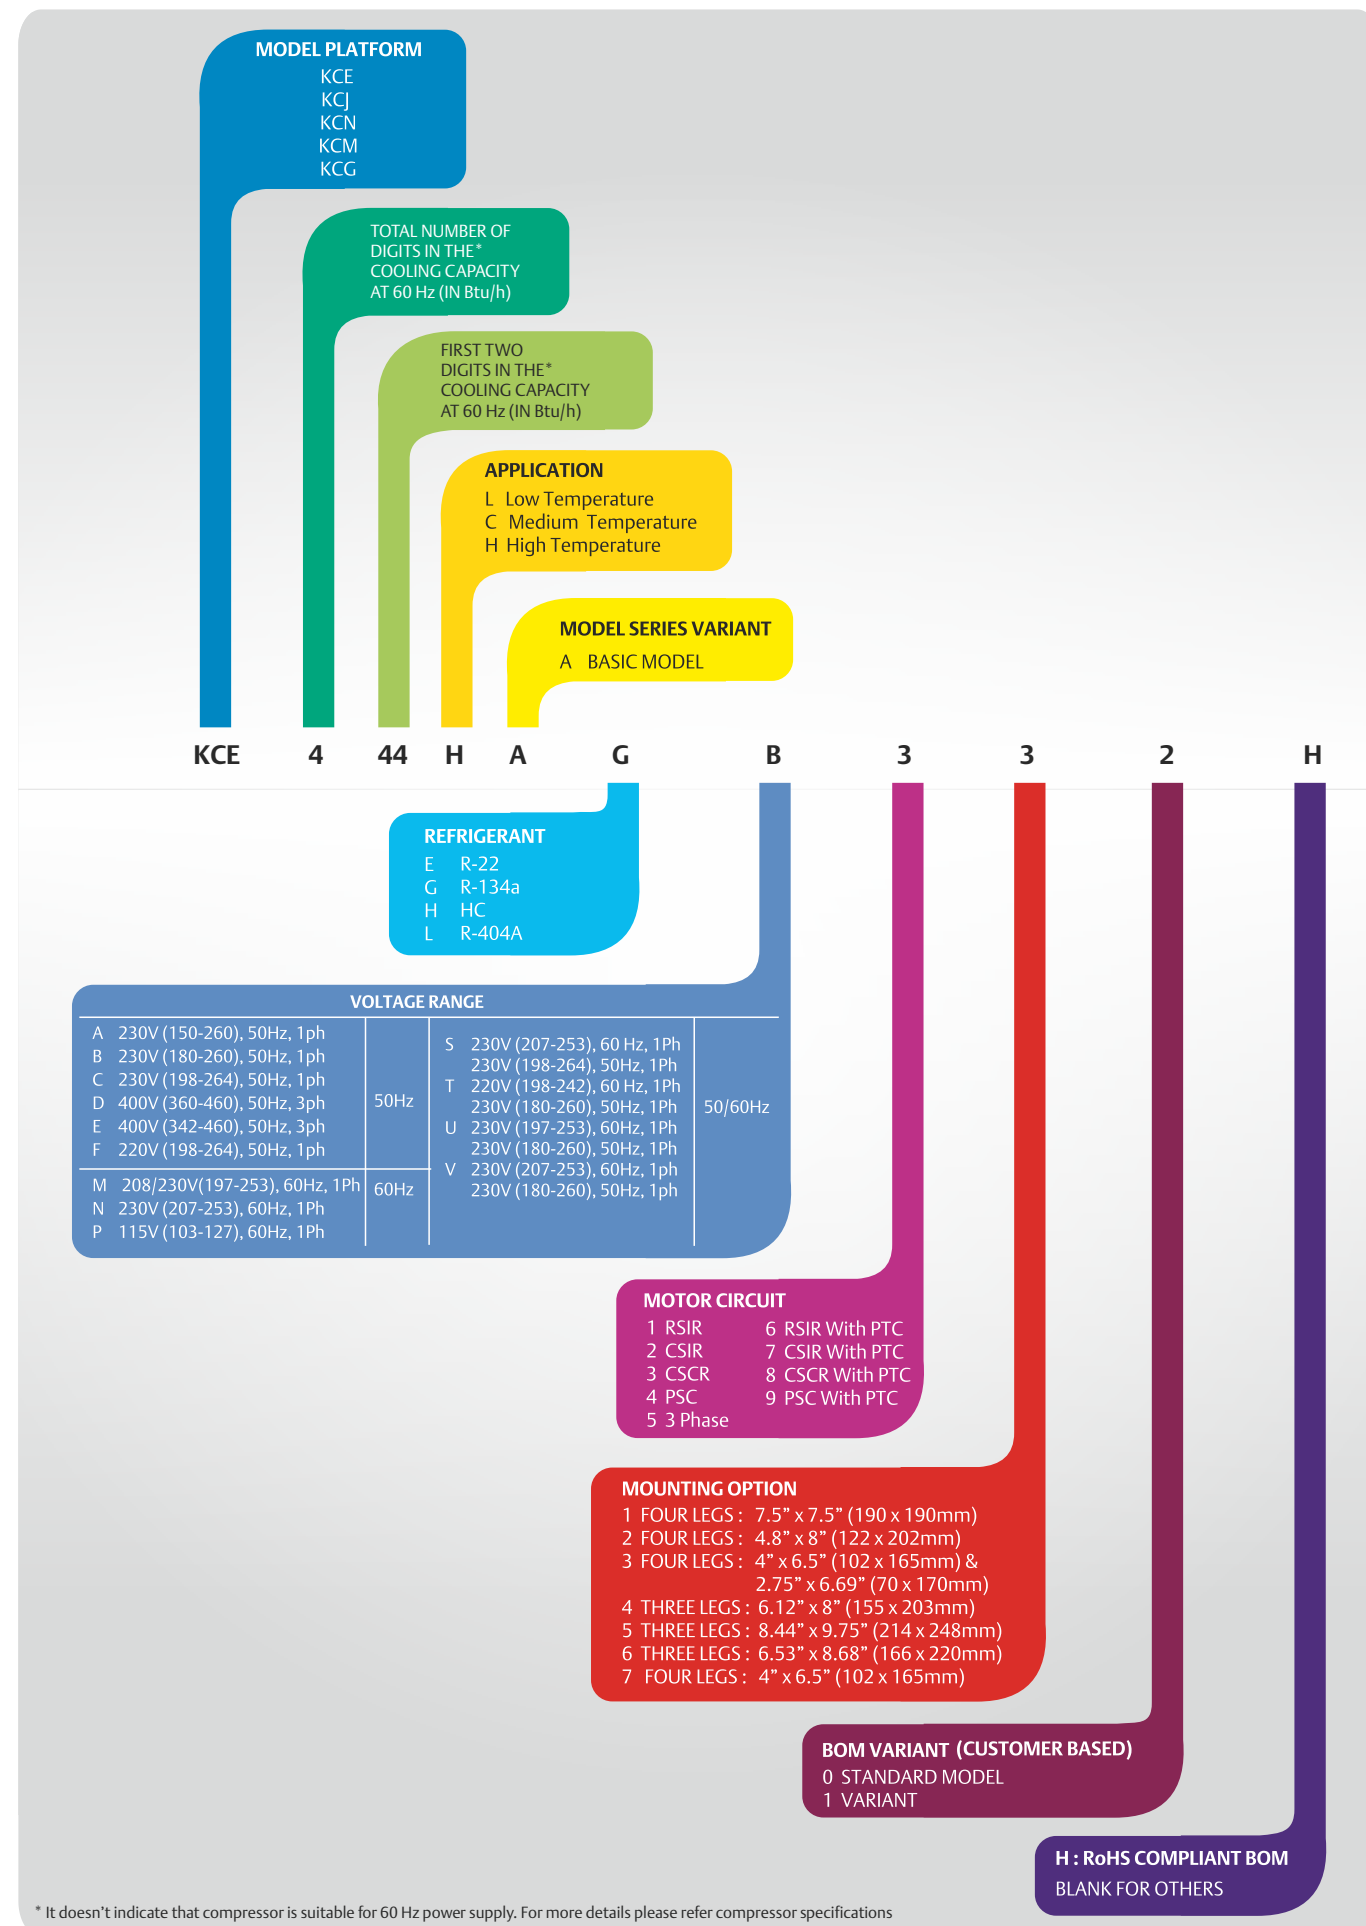 MODEL PLATFORM
KCE
KCJ
KCN
KCM
KCG
TOTAL NUMBER OF
DIGITS IN THE*
COOLING CAPACITY
AT 60 Hz (IN Btu/h)
FIRST TWO
DIGITS IN THE*
COOLING CAPACITY
AT 60 Hz (IN Btu/h)
APPLICATION
L Low Temperature
C Medium Temperature
H High Temperature
MODEL SERIES VARIANT
A BASIC MODEL
KCE 4 44 H A G B 3 3 2 H
REFRIGERANT
E R-22
G R-134a
H HC
L R-404A
VOLTAGE RANGE
A 230V (150-260), 50Hz, 1ph
B 230V (180-260), 50Hz, 1ph
C 230V (198-264), 50Hz, 1ph
D 400V (360-460), 50Hz, 3ph
E 400V (342-460), 50Hz, 3ph
F 220V (198-264), 50Hz, 1ph
50Hz
M 208/230V(197-253), 60Hz, 1Ph
N 230V (207-253), 60Hz, 1Ph
P 115V (103-127), 60Hz, 1Ph
60Hz
S 230V (207-253), 60 Hz, 1Ph
230V (198-264), 50Hz, 1Ph
T 220V (198-242), 60 Hz, 1Ph
230V (180-260), 50Hz, 1Ph
U 230V (197-253), 60Hz, 1Ph
230V (180-260), 50Hz, 1Ph
V 230V (207-253), 60Hz, 1ph
230V (180-260), 50Hz, 1ph
50/60Hz
MOTOR CIRCUIT
1 RSIR
2 CSIR
3 CSCR
4 PSC
5 3 Phase
6 RSIR With PTC
7 CSIR With PTC
8 CSCR With PTC
9 PSC With PTC
MOUNTING OPTION
1 FOUR LEGS : 7.5” x 7.5” (190 x 190mm)
2 FOUR LEGS : 4.8” x 8” (122 x 202mm)
3 FOUR LEGS : 4” x 6.5” (102 x 165mm) &
2.75” x 6.69” (70 x 170mm)
4 THREE LEGS : 6.12” x 8” (155 x 203mm)
5 THREE LEGS : 8.44” x 9.75” (214 x 248mm)
6 THREE LEGS : 6.53” x 8.68” (166 x 220mm)
7 FOUR LEGS : 4” x 6.5” (102 x 165mm)
BOM VARIANT (CUSTOMER BASED)
0 STANDARD MODEL
1 VARIANT
H : RoHS COMPLIANT BOM
BLANK FOR OTHERS
* It doesn’t indicate that compressor is suitable for 60 Hz power supply. For more details please refer compressor specifications